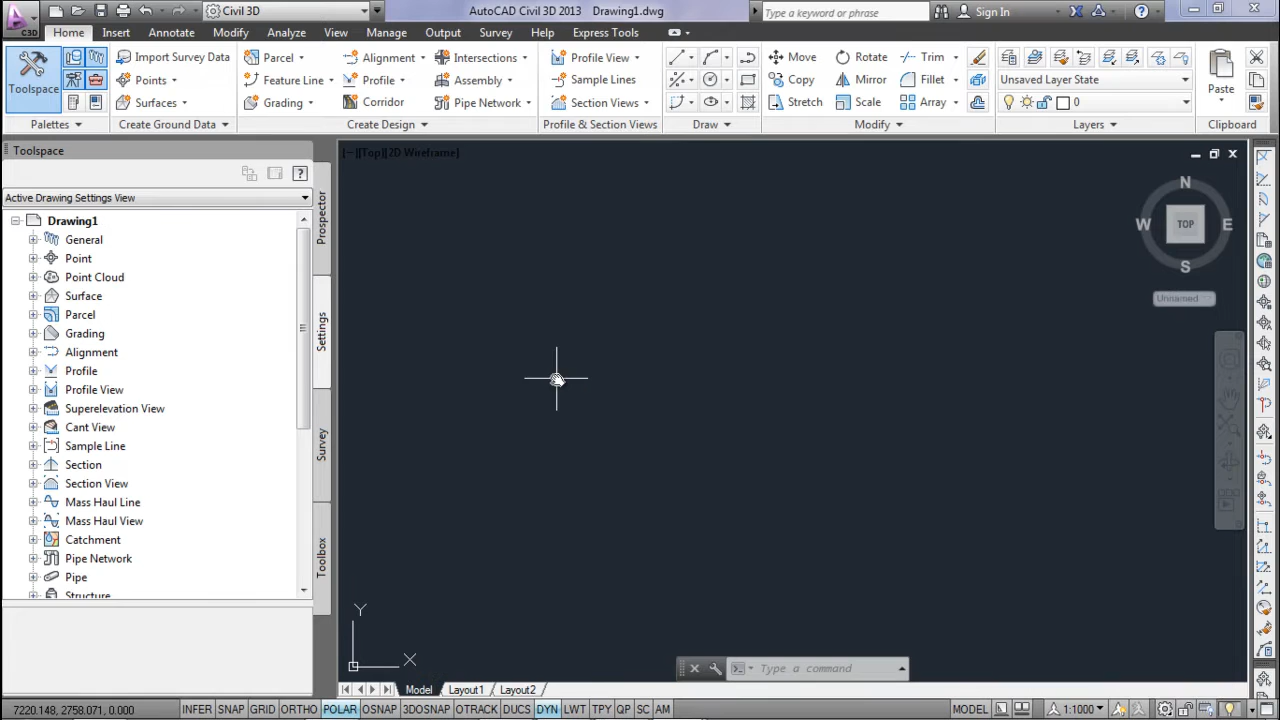 C3D Civil 3D AutoCAD Civil 3D 2013 Drawing1.dwg Type a keyword or phrase Sign In
Home Insert Annotate Modify Analyze View Manage Output Survey Help Express Tools
Toolspace Import Survey Data Parcel Alignment Intersections Profile View Move Rotate Trim Unsaved Layer State Paste
Points Feature Line Profile Assembly Sample Lines Copy Mirror Fillet
Surfaces Grading Corridor Pipe Network Section Views Stretch Scale Array 0
Palettes Create Ground Data Create Design Profile & Section Views Draw Modify Layers Clipboard
Toolspace
[−][Top][2D Wireframe]
Active Drawing Settings View
Drawing1
General
Point
Point Cloud
Surface
Parcel
Grading
Alignment
Profile
Profile View
Superelevation View
Cant View
Sample Line
Section
Section View
Mass Haul Line
Mass Haul View
Catchment
Pipe Network
Pipe
Structure
Prospector
Settings
Survey
Toolbox
N
W TOP E
S
Unnamed
Y
X
Type a command
Model Layout1 Layout2
7220.148, 2758.071, 0.000 INFER SNAP GRID ORTHO POLAR OSNAP 3DOSNAP OTRACK DUCS DYN LWT TPY QP SC AM MODEL 1:1000